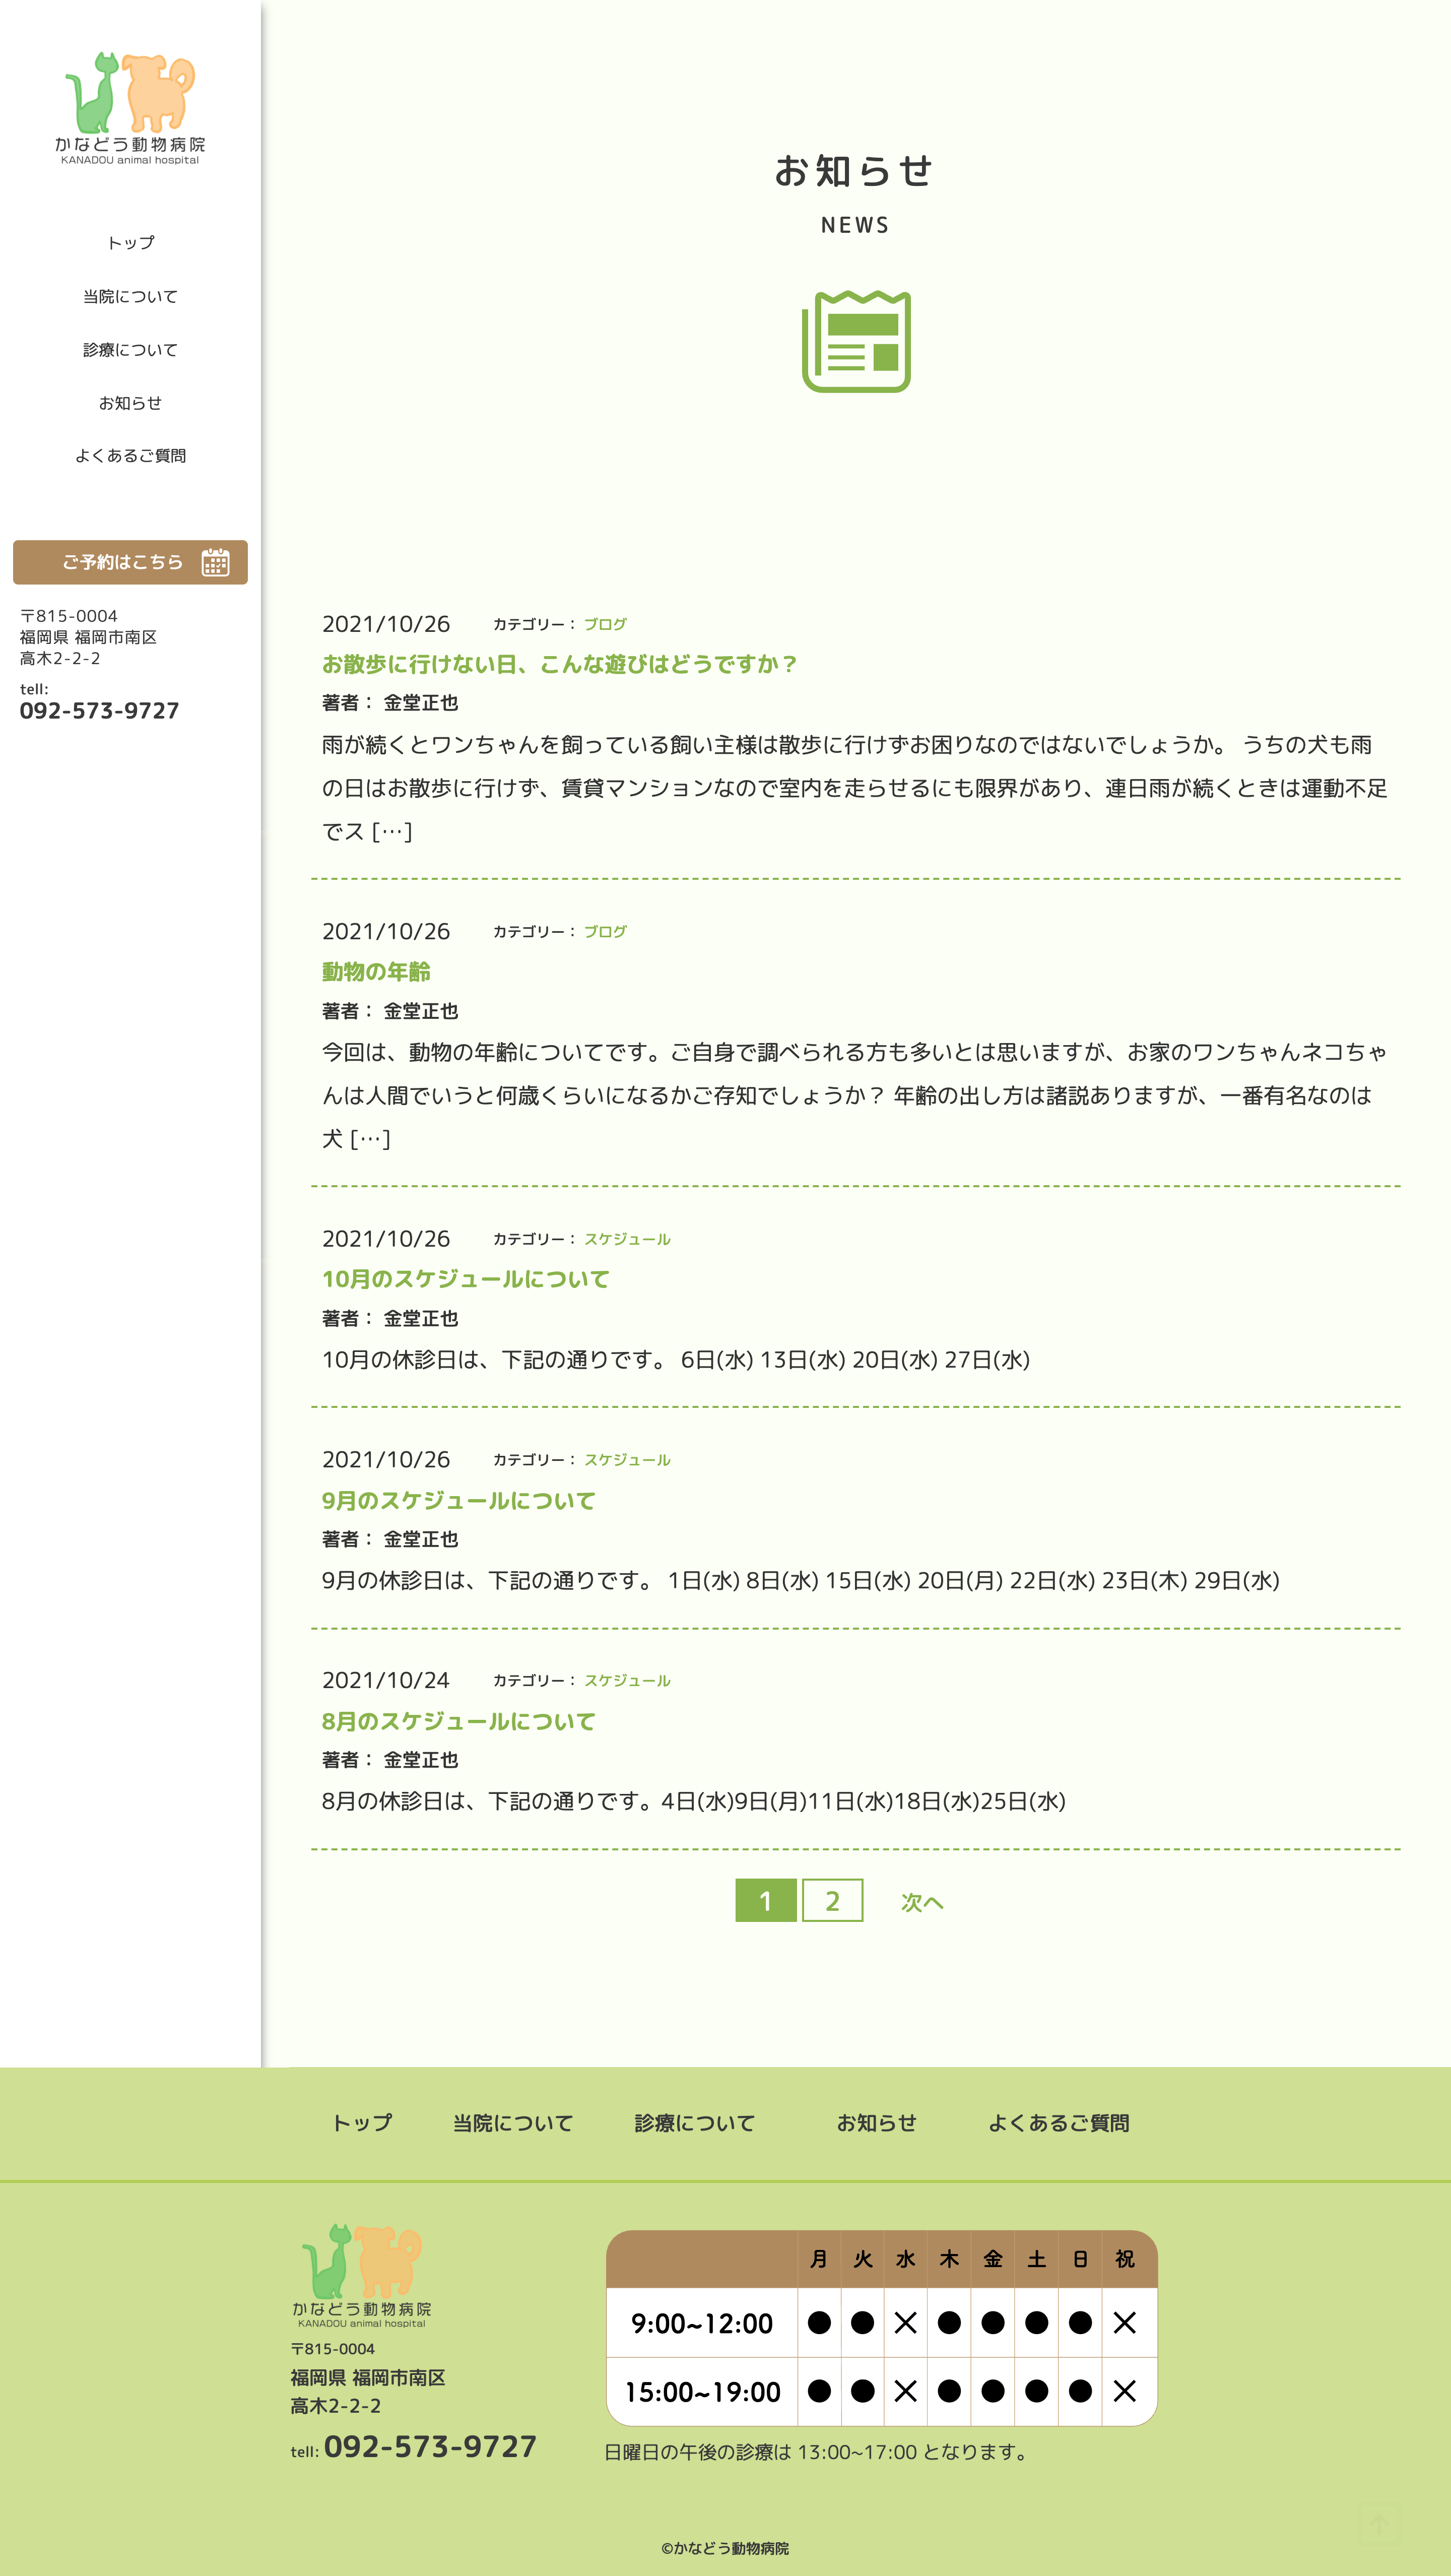 かなどう動物病院
KANADOU animal hospital
トップ
当院について
診療について
お知らせ
よくあるご質問
ご予約はこちら
〒815-0004
福岡県 福岡市南区
高木2-2-2
tell:
092-573-9727
お知らせ
NEWS
2021/10/26 カテゴリー： ブログ
お散歩に行けない日、こんな遊びはどうですか？
著者： 金堂正也
雨が続くとワンちゃんを飼っている飼い主様は散歩に行けずお困りなのではないでしょうか。 うちの犬も雨
の日はお散歩に行けず、賃貸マンションなので室内を走らせるにも限界があり、連日雨が続くときは運動不足
でス […]
2021/10/26 カテゴリー： ブログ
動物の年齢
著者： 金堂正也
今回は、動物の年齢についてです。ご自身で調べられる方も多いとは思いますが、お家のワンちゃんネコちゃ
んは人間でいうと何歳くらいになるかご存知でしょうか？ 年齢の出し方は諸説ありますが、一番有名なのは
犬 […]
2021/10/26 カテゴリー： スケジュール
10月のスケジュールについて
著者： 金堂正也
10月の休診日は、下記の通りです。 6日(水) 13日(水) 20日(水) 27日(水)
2021/10/26 カテゴリー： スケジュール
9月のスケジュールについて
著者： 金堂正也
9月の休診日は、下記の通りです。 1日(水) 8日(水) 15日(水) 20日(月) 22日(水) 23日(木) 29日(水)
2021/10/24 カテゴリー： スケジュール
8月のスケジュールについて
著者： 金堂正也
8月の休診日は、下記の通りです。4日(水)9日(月)11日(水)18日(水)25日(水)
1 2 次へ
トップ 当院について 診療について お知らせ よくあるご質問
かなどう動物病院
KANADOU animal hospital
〒815-0004
福岡県 福岡市南区
高木2-2-2
tell: 092-573-9727
月 火 水 木 金 土 日 祝
9:00~12:00 ● ● × ● ● ● ● ×
15:00~19:00 ● ● × ● ● ● ● ×
日曜日の午後の診療は 13:00~17:00 となります。
©かなどう動物病院